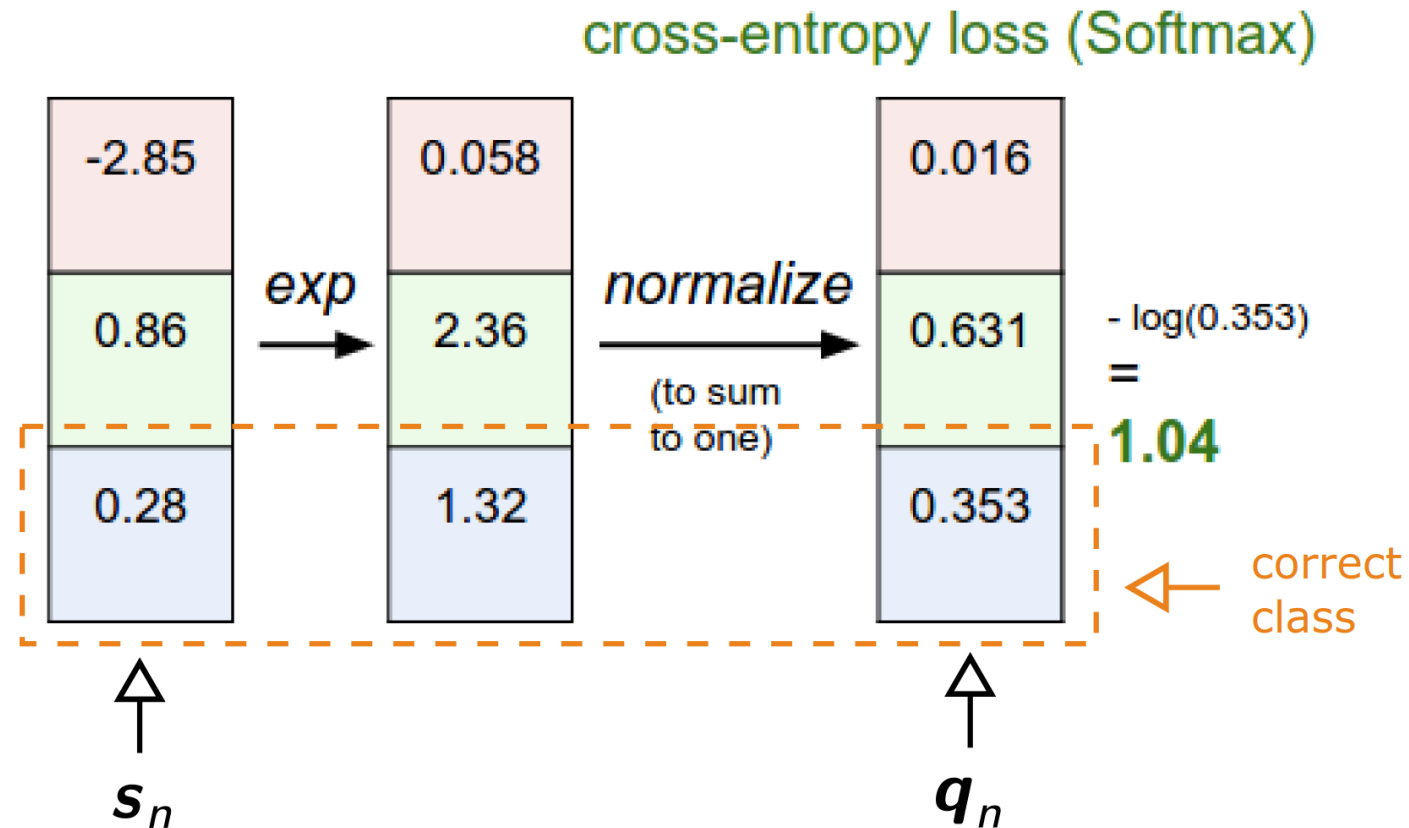 cross-entropy loss (Softmax)
-2.85
0.058
0.016
exp
normalize
0.86
2.36
(to sum
to one)
0.631
- log(0.353)
=
1.04
0.28
1.32
0.353
correct
class
s n
q n